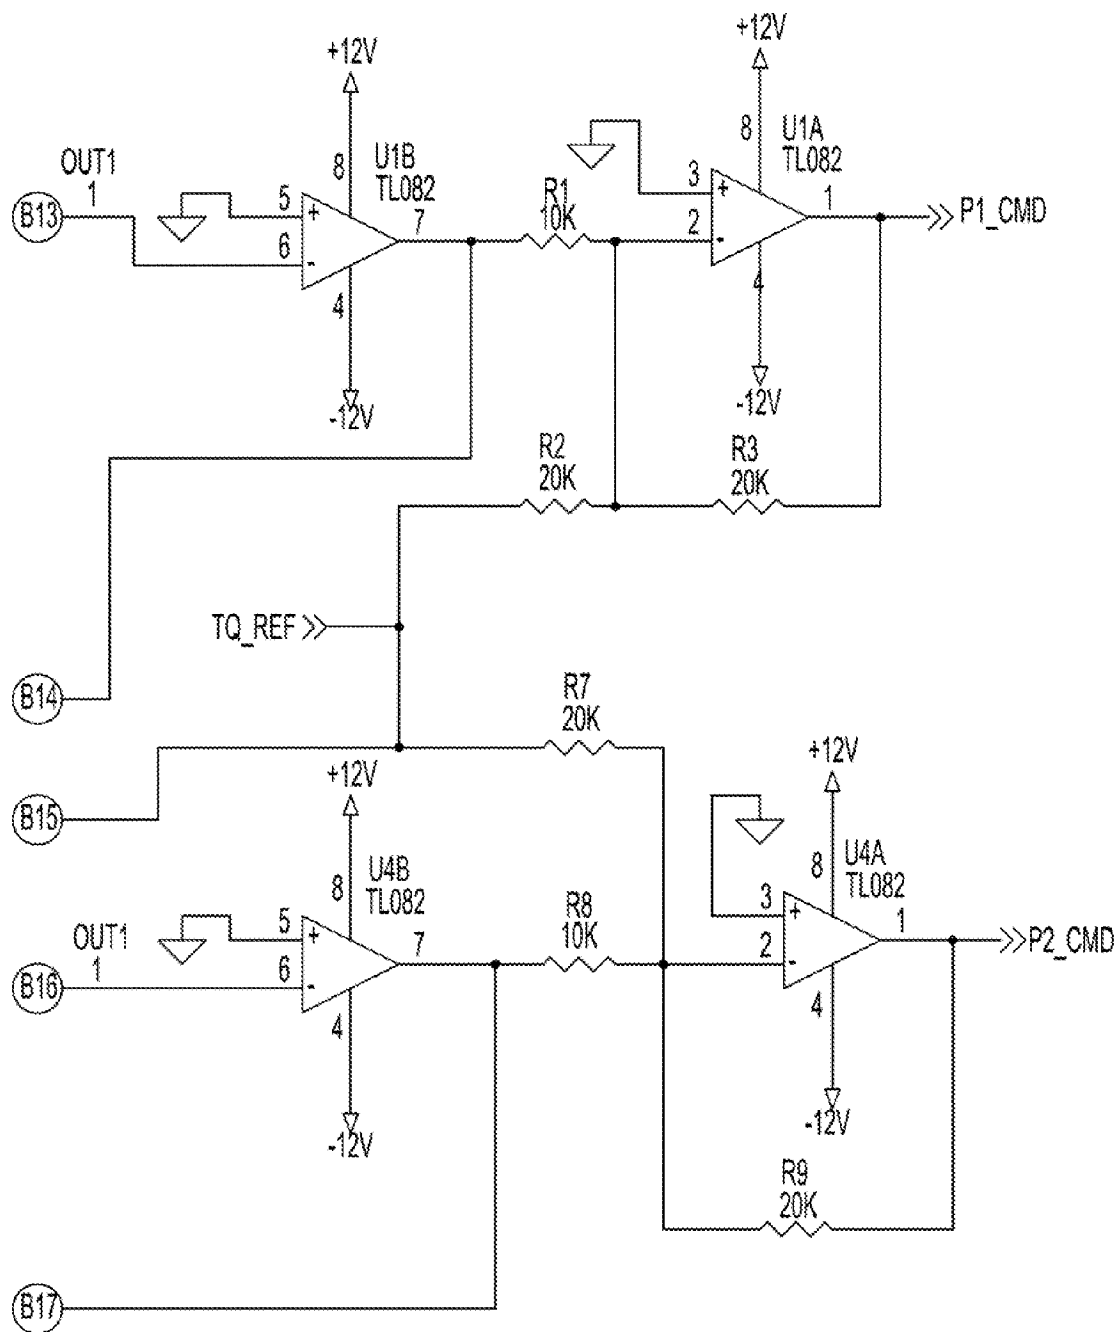 +12V
+12V
8
U1A
TL082
OUT1
1
8
U1B
TL082
3
+
R1
10K
1
B13
5
+
7
2
-
P1_CMD
6
-
4
4
-12V
-12V
R2
20K
R3
20K
TQ_REF
B14
R7
20K
+12V
+12V
B15
8
U4A
TL082
8
U4B
TL082
3
+
R8
10K
1
5
+
OUT1
1
7
2
-
P2_CMD
6
-
B16
4
4
-12V
-12V
R9
20K
B17